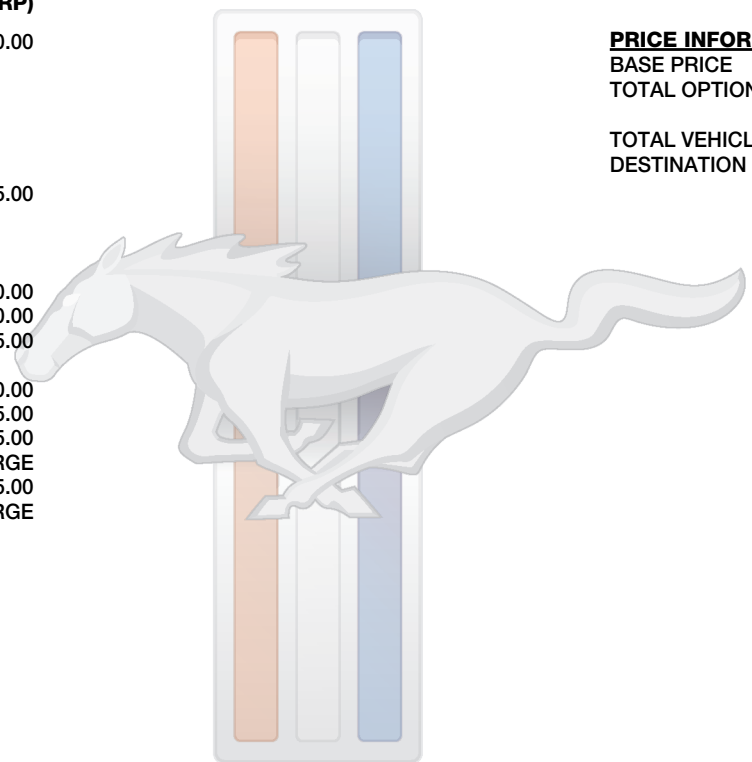 RP)
0.00
5.00
0.00
0.00
5.00
0.00
5.00
5.00
RGE
5.00
RGE
PRICE INFOR
BASE PRICE
TOTAL OPTION
TOTAL VEHICL
DESTINATION